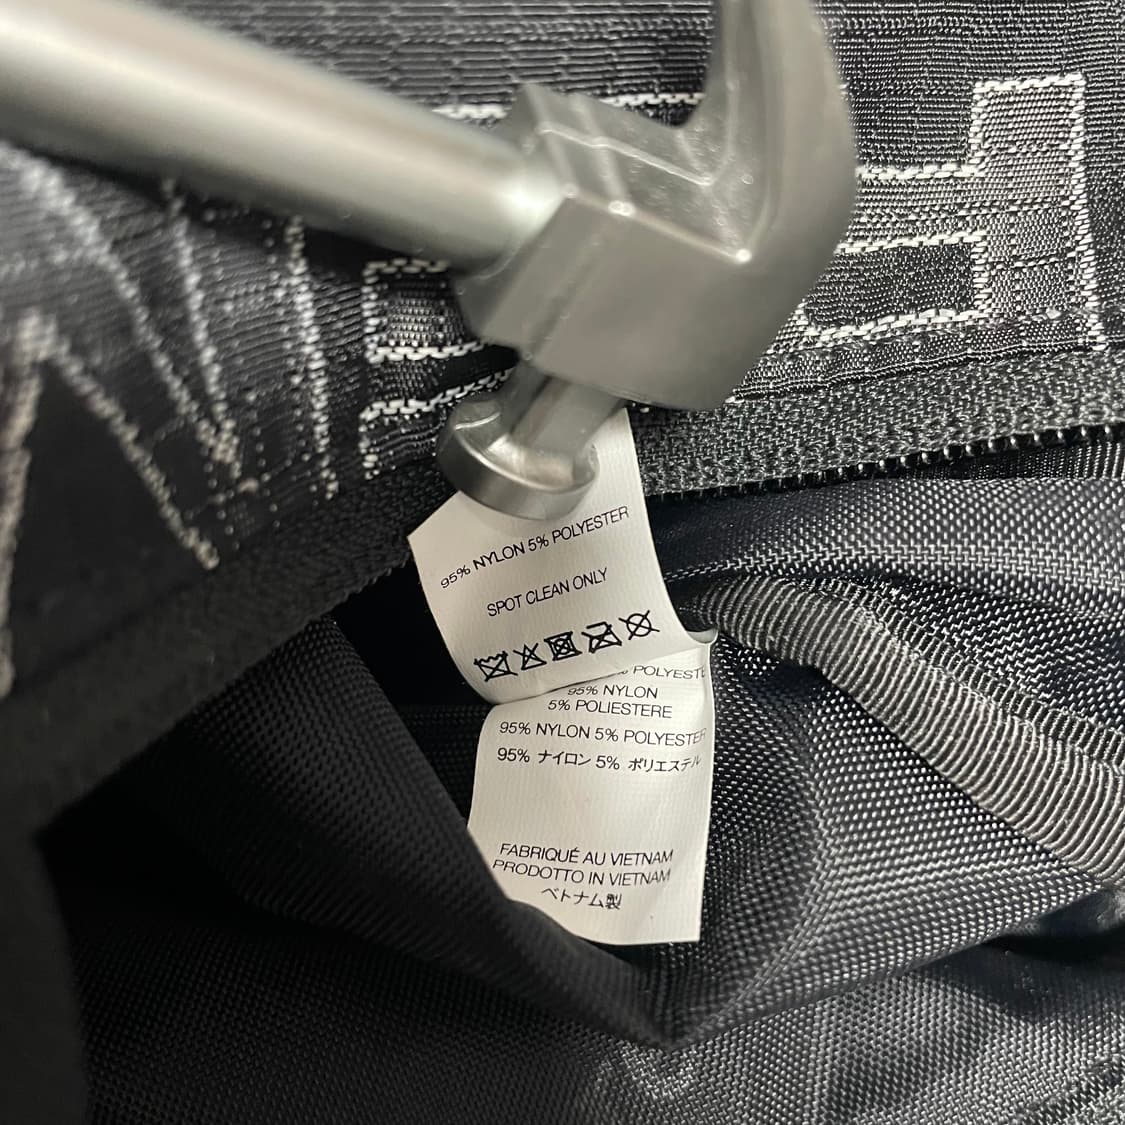 95% NYLON 5% POLYESTER
SPOT CLEAN ONLY
POLYESTE
95% NYLON
5% POLIESTERE
95% NYLON 5% POLYESTER
95% ナイロン 5% ポリエステル
FABRIQUÉ AU VIETNAM
PRODOTTO IN VIETNAM
ベトナム製